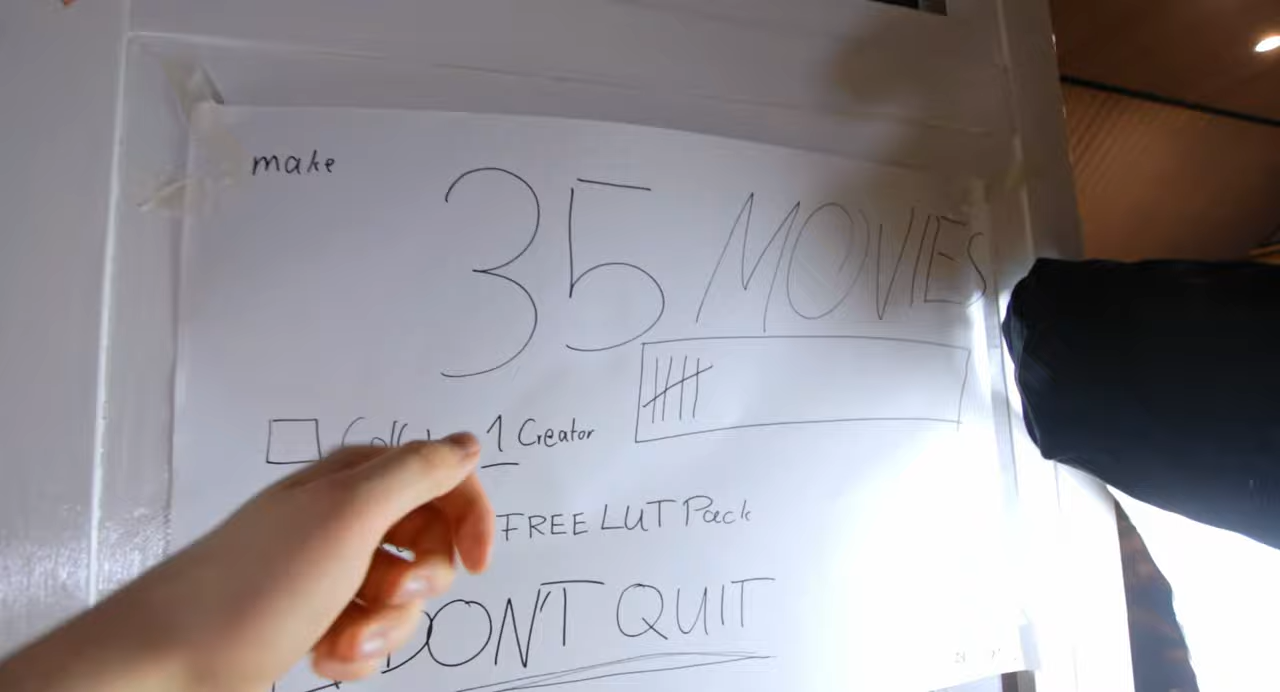 make
35 MOVIES
1 Creator
FREE LUT Pack
DON'T QUIT